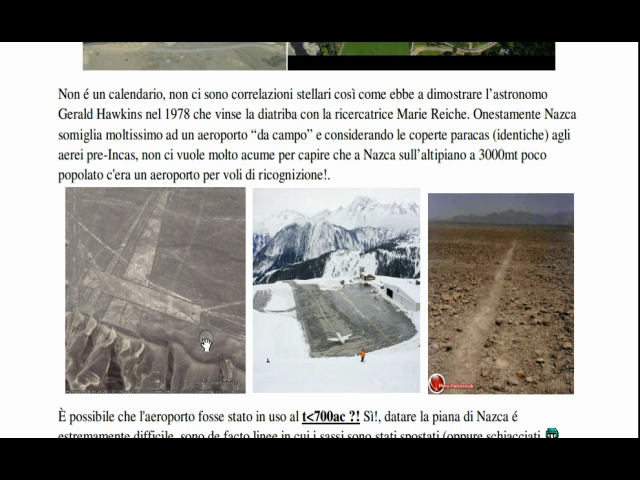 Non é un calendario, non ci sono correlazioni stellari così come ebbe a dimostrare l'astronomo
Gerald Hawkins nel 1978 che vinse la diatriba con la ricercatrice Marie Reiche. Onestamente Nazca
somiglia moltissimo ad un aeroporto “da campo” e considerando le coperte paracas (identiche) agli
aerei pre-Incas, non ci vuole molto acume per capire che a Nazca sull'altipiano a 3000mt poco
popolato c'era un aeroporto per voli di ricognizione!.
È possibile che l'aeroporto fosse stato in uso al t<700ac ?! Sì!, datare la piana di Nazca é
estremamente difficile, sono de facto linee in cui i sassi sono stati spostati (oppure schiacciati